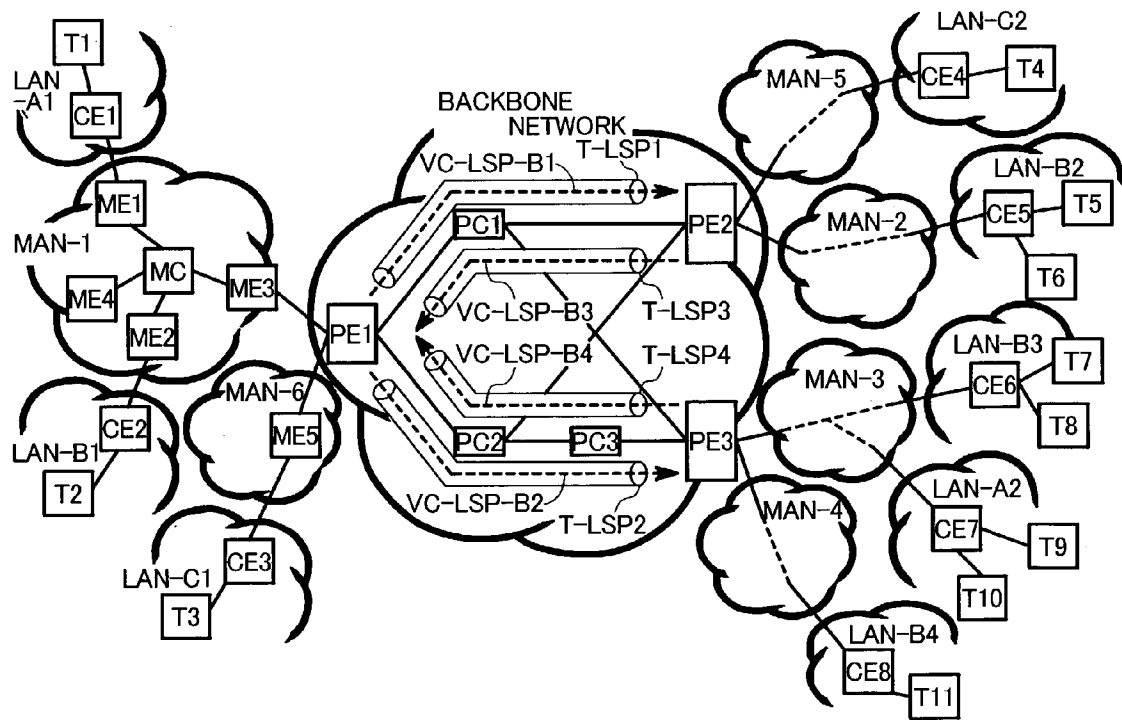 LAN-C2
T1
MAN-5
CE4
T4
LAN
-A1
BACKBONE
NETWORK
CE1
T-LSP1
VC-LSP-B1
LAN-B2
ME1
PE2
CE5
T5
PC1
MAN-2
MAN-1
MC
ME4
ME3
T6
VC-LSP-B3
T-LSP3
ME2
PE1
LAN-B3
VC-LSP-B4
T-LSP4
T7
MAN-3
CE6
MAN-6
CE2
T8
ME5
PC2
PC3
PE3
LAN-B1
T2
LAN-A2
VC-LSP-B2
T-LSP2
MAN-4
CE7
T9
CE3
LAN-C1
T10
T3
LAN-B4
CE8
T11